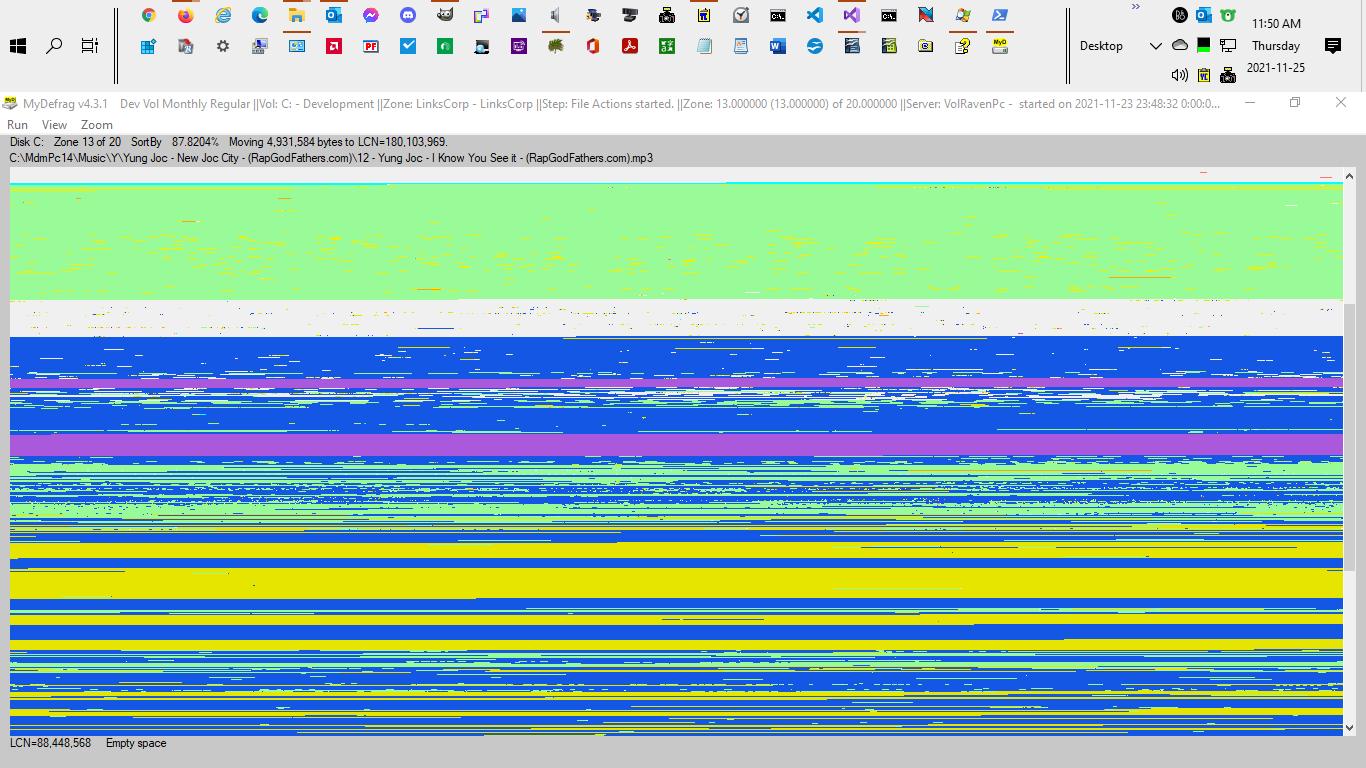 11:50 AM
Desktop
Thursday
2021-11-25
MyDefrag v4.3.1 Dev Vol Monthly Regular ||Vol: C: - Development ||Zone: LinksCorp - LinksCorp ||Step: File Actions started. ||Zone: 13.000000 (13.000000) of 20.000000 ||Server: VolRavenPc - started on 2021-11-23 23:48:32 0:00:0...
Run View Zoom
Disk C: Zone 13 of 20 SortBy 87.8204% Moving 4,931,584 bytes to LCN=180,103,969.
C:\MdmPc14\Music\Y\Yung Joc - New Joc City - (RapGodFathers.com)\12 - Yung Joc - I Know You See it - (RapGodFathers.com).mp3
LCN=88,448,568 Empty space